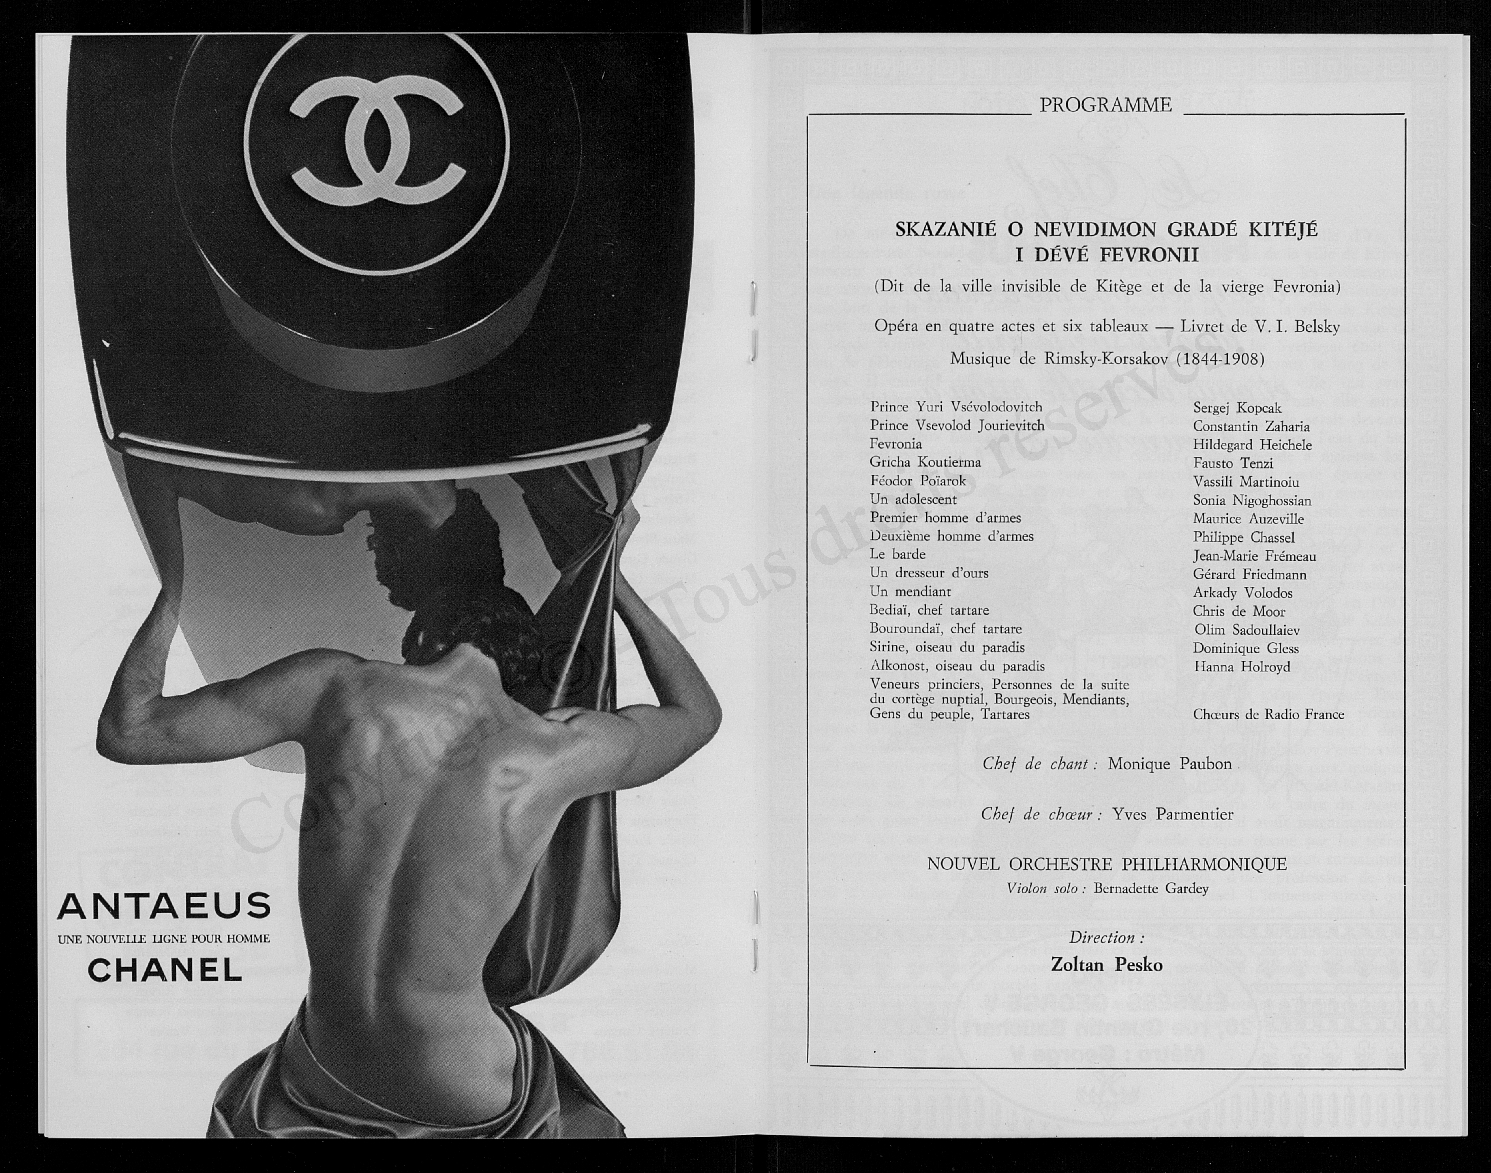 ANTAEUS
UNE NOUVELLE LIGNE POUR HOMME
CHANEL
PROGRAMME
SKAZANIÉ O NEVIDIMON GRADÉ KITÉJÉ
I DÉVÉ FEVRONII
(Dit de la ville invisible de Kitège et de la vierge Fevronia)
Opéra en quatre actes et six tableaux — Livret de V. I. Belsky
Musique de Rimsky-Korsakov (1844-1908)
Prince Yuri Vsévolodovitch Sergej Kopcak
Prince Vsevolod Jourievitch Constantin Zaharia
Fevronia Hildegard Heichele
Gricha Koutierma Fausto Tenzi
Féodor Poïarok Vassili Martinoiu
Un adolescent Sonia Nigoghossian
Premier homme d'armes Maurice Auzeville
Deuxième homme d'armes Philippe Chassel
Le barde Jean-Marie Frémeau
Un dresseur d'ours Gérard Friedmann
Un mendiant Arkady Volodos
Bediaï, chef tartare Chris de Moor
Bouroundaï, chef tartare Olim Sadoullaiev
Sirine, oiseau du paradis Dominique Gless
Alkonost, oiseau du paradis Hanna Holroyd
Veneurs princiers, Personnes de la suite
du cortège nuptial, Bourgeois, Mendiants,
Gens du peuple, Tartares Chœurs de Radio France
Chef de chant : Monique Paubon
Chef de chœur : Yves Parmentier
NOUVEL ORCHESTRE PHILHARMONIQUE
Violon solo : Bernadette Gardey
Direction :
Zoltan Pesko
Copyright © Tous droits réservés